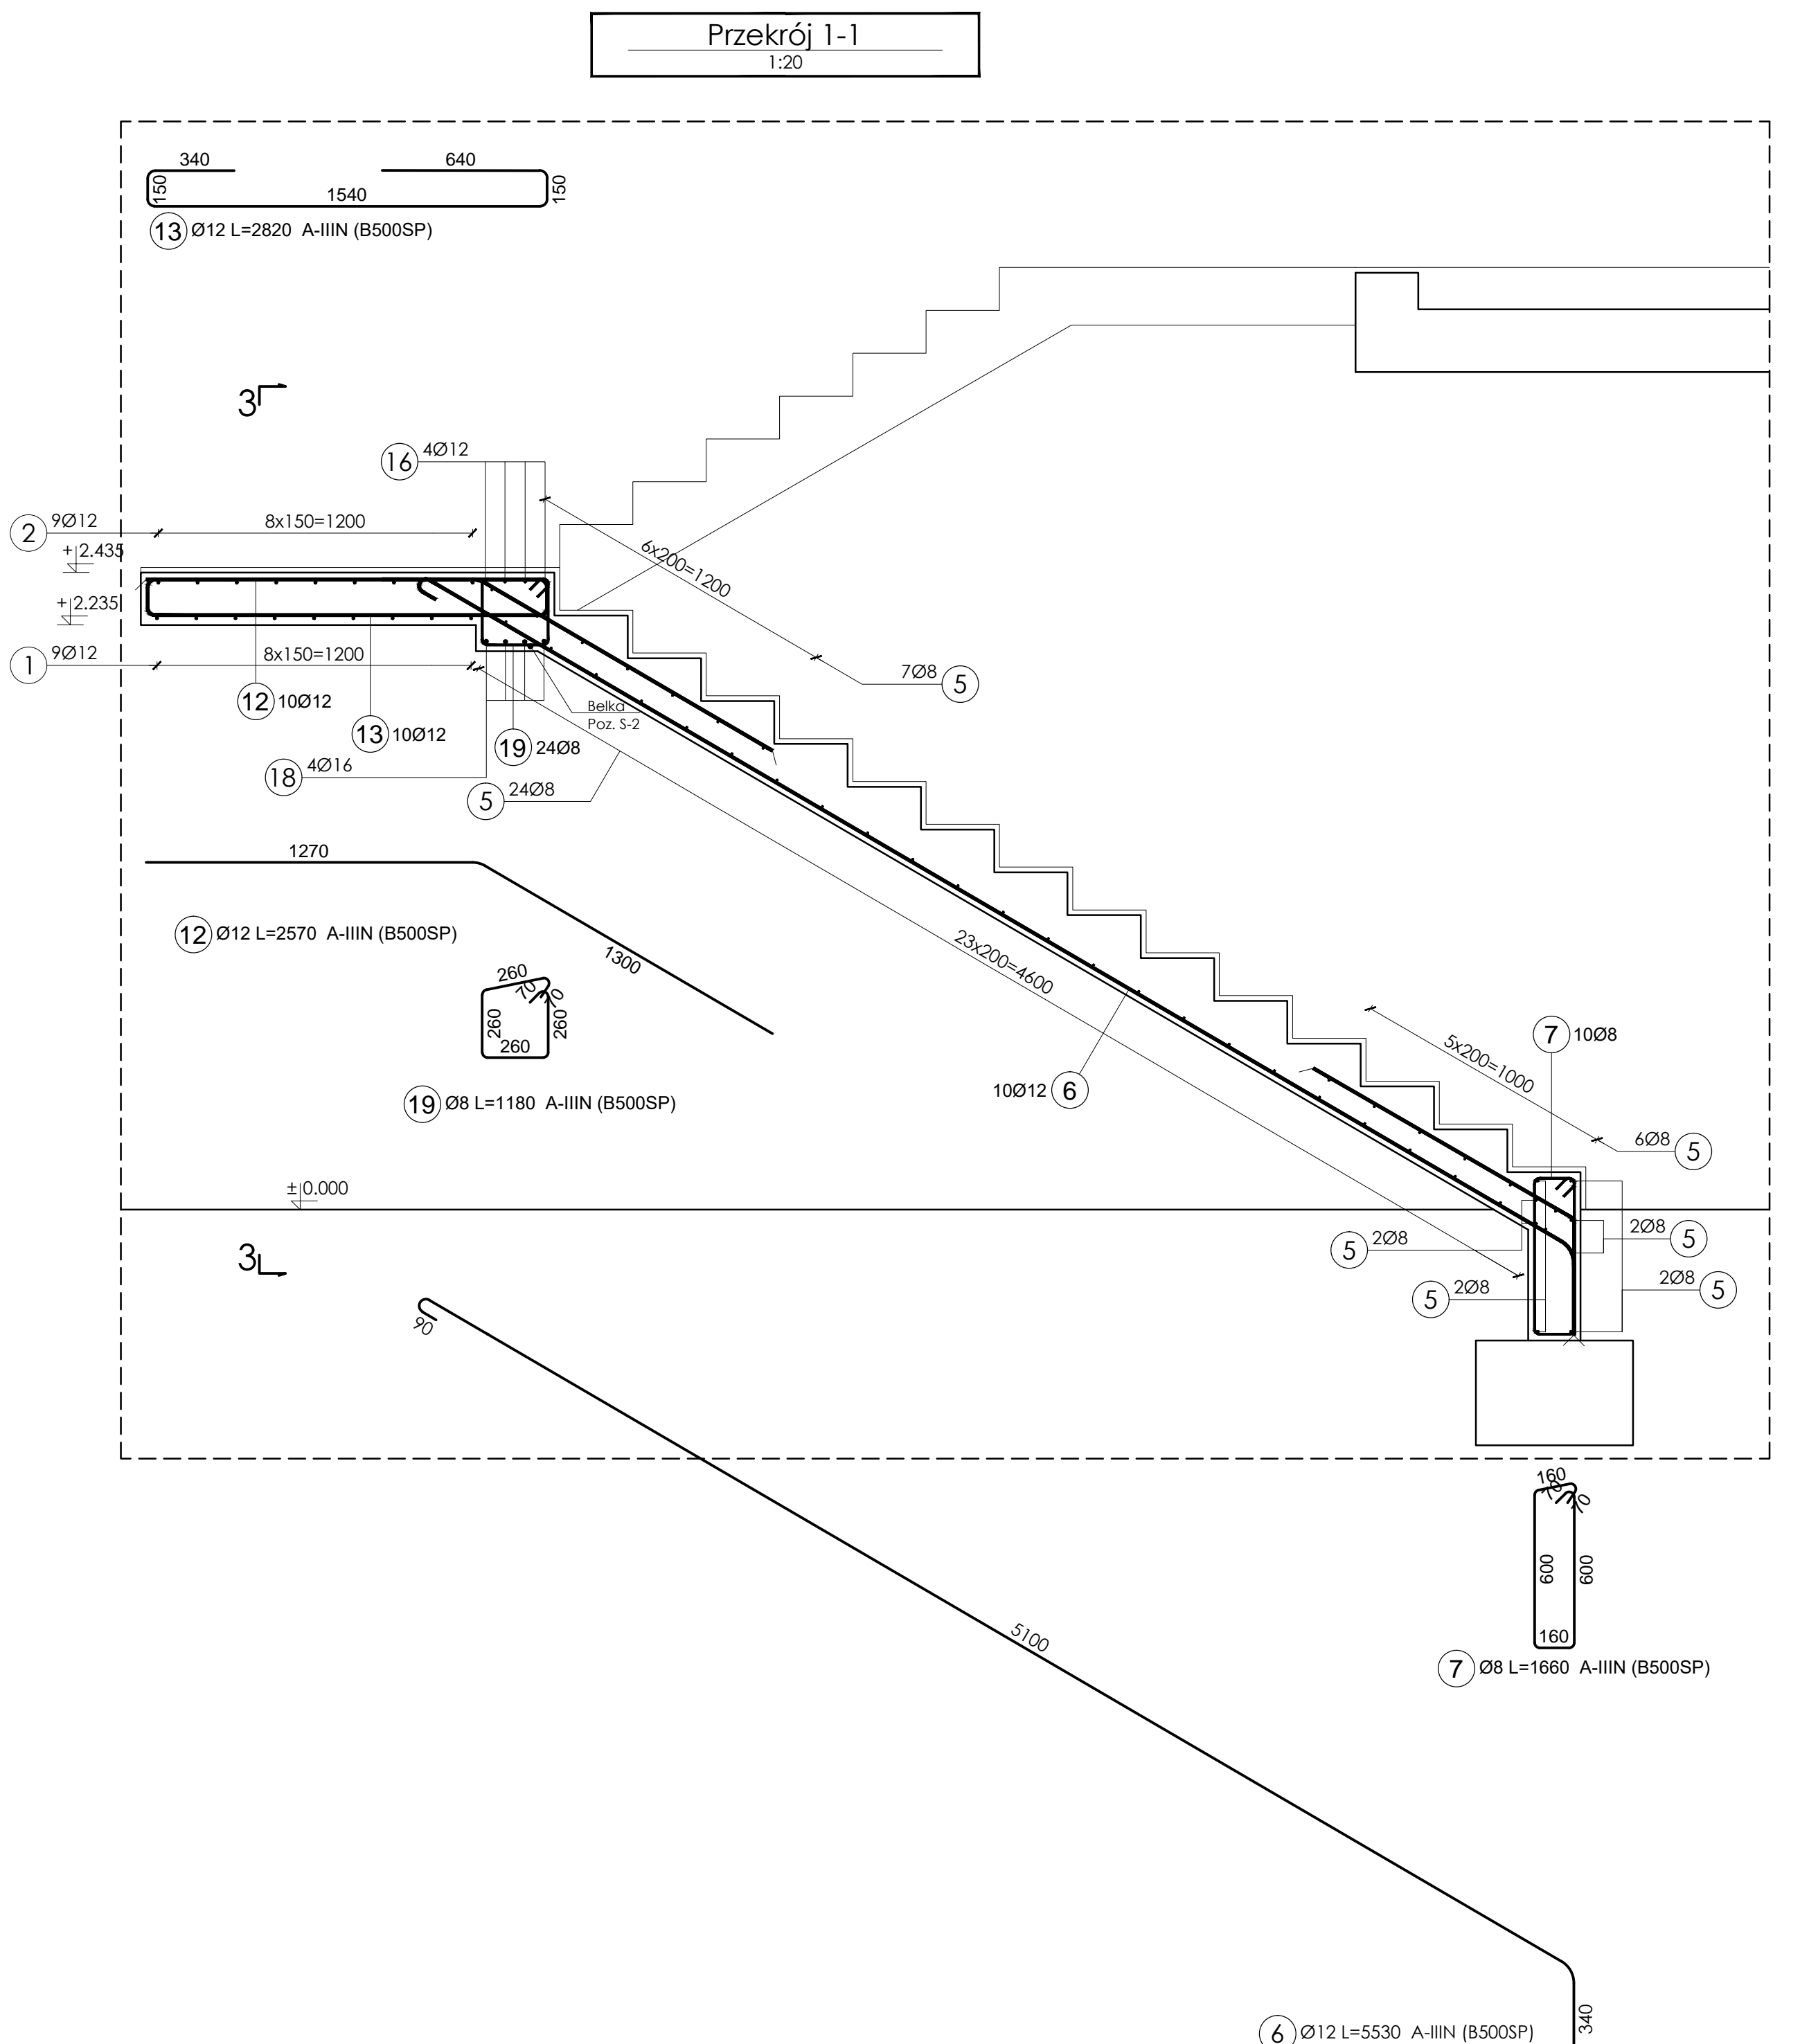 Przekrój 1-1
1:20
340
640
150
1540
150
13 Ø12 L=2820 A-IIIN (B500SP)
3
16 4Ø12
2 9Ø12
8x150=1200
+2.435
6x200=1200
+2.235
1 9Ø12
8x150=1200
7Ø8 5
12 10Ø12
Belka
Poz. S-2
13 10Ø12
19 24Ø8
18 4Ø16
5 24Ø8
1270
12 Ø12 L=2570 A-IIIN (B500SP)
1300
23x200=4600
260
70
70
260
260
260
19 Ø8 L=1180 A-IIIN (B500SP)
7 10Ø8
5x200=1000
10Ø12 6
6Ø8 5
±0.000
3
5 2Ø8
2Ø8 5
5 2Ø8
2Ø8 5
90
160
70
70
600
600
160
7 Ø8 L=1660 A-IIIN (B500SP)
5100
340
6 Ø12 L=5530 A-IIIN (B500SP)